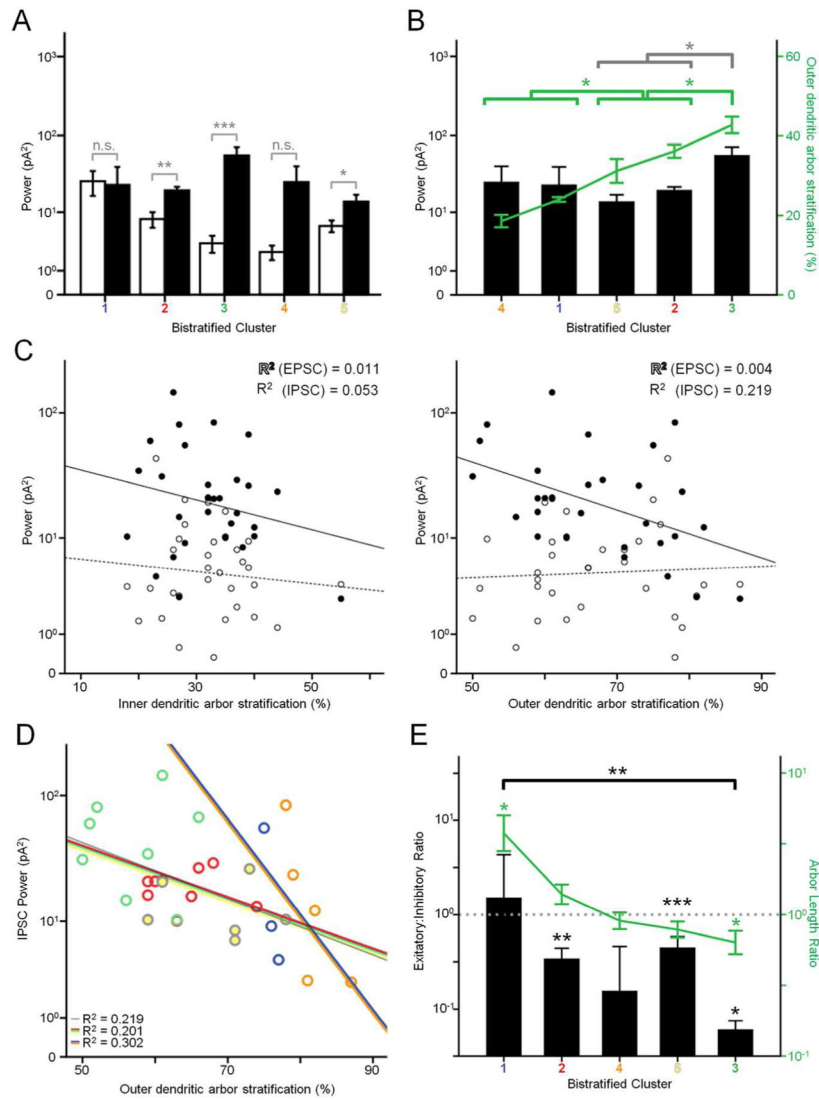 A
B
10³
10²
10¹
10⁰
0
Power (pA²)
n.s.
**
***
n.s.
*
1 2 3 4 5
Bistratified Cluster
10³
10²
10¹
10⁰
0
Power (pA²)
*
*
*
60
40
20
0
Outer dendritic arbor stratification (%)
4 1 5 2 3
Bistratified Cluster
C
R² (EPSC) = 0.011
R² (IPSC) = 0.053
10²
10¹
10⁰
0
Power (pA²)
10 30 50
Inner dendritic arbor stratification (%)
R² (EPSC) = 0.004
R² (IPSC) = 0.219
10²
10¹
10⁰
0
Power (pA²)
50 70 90
Outer dendritic arbor stratification (%)
D
10²
10¹
10⁰
0
IPSC Power (pA²)
R² = 0.219
R² = 0.201
R² = 0.302
50 70 90
Outer dendritic arbor stratification (%)
E
10¹
10⁰
10⁻¹
Exitatory:Inhibitory Ratio
**
*
**
***
*
*
10¹
10⁰
10⁻¹
Arbor Length Ratio
1 2 4 5 3
Bistratified Cluster